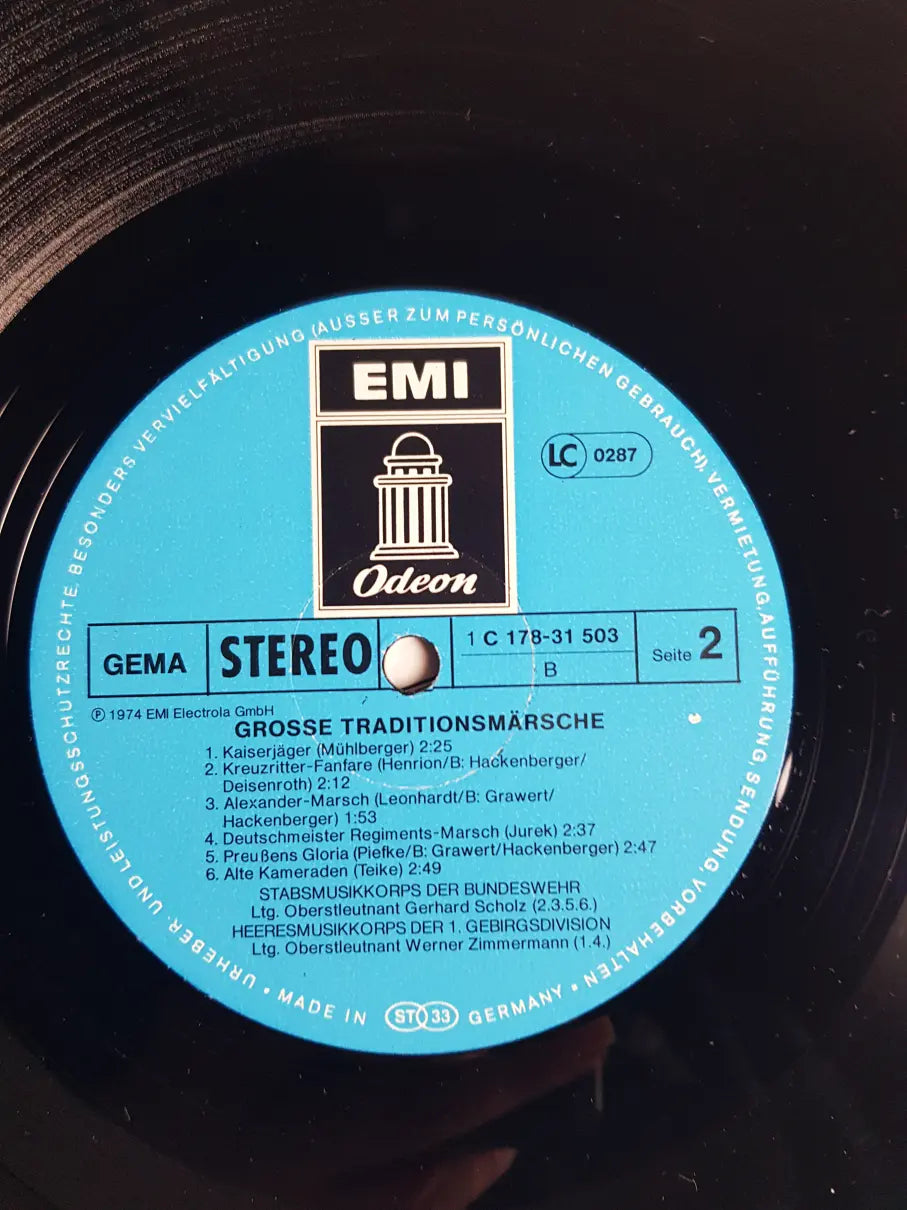 EMI
Odeon
LC 0287
GEMA
STEREO
1 C 178-31 503
B
Seite 2
℗ 1974 EMI Electrola GmbH
GROSSE TRADITIONSMÄRSCHE
1. Kaiserjäger (Mühlberger) 2:25
2. Kreuzritter-Fanfare (Henrion/B: Hackenberger/
Deisenroth) 2:12
3. Alexander-Marsch (Leonhardt/B: Grawert/
Hackenberger) 1:53
4. Deutschmeister Regiments-Marsch (Jurek) 2:37
5. Preußens Gloria (Piefke/B: Grawert/Hackenberger) 2:47
6. Alte Kameraden (Teike) 2:49
STABSMUSIKKORPS DER BUNDESWEHR
Ltg. Oberstleutnant Gerhard Scholz (2.3.5.6.)
HEERESMUSIKKORPS DER 1. GEBIRGSDIVISION
Ltg. Oberstleutnant Werner Zimmermann (1.4.)
URHEBER- UND LEISTUNGSSCHUTZRECHTE, BESONDERS VERVIELFÄLTIGUNG (AUSSER ZUM PERSÖNLICHEN GEBRAUCH), VERMIETUNG, AUFFÜHRUNG, SENDUNG, VORBEHALTEN •
• MADE IN ST 33 GERMANY